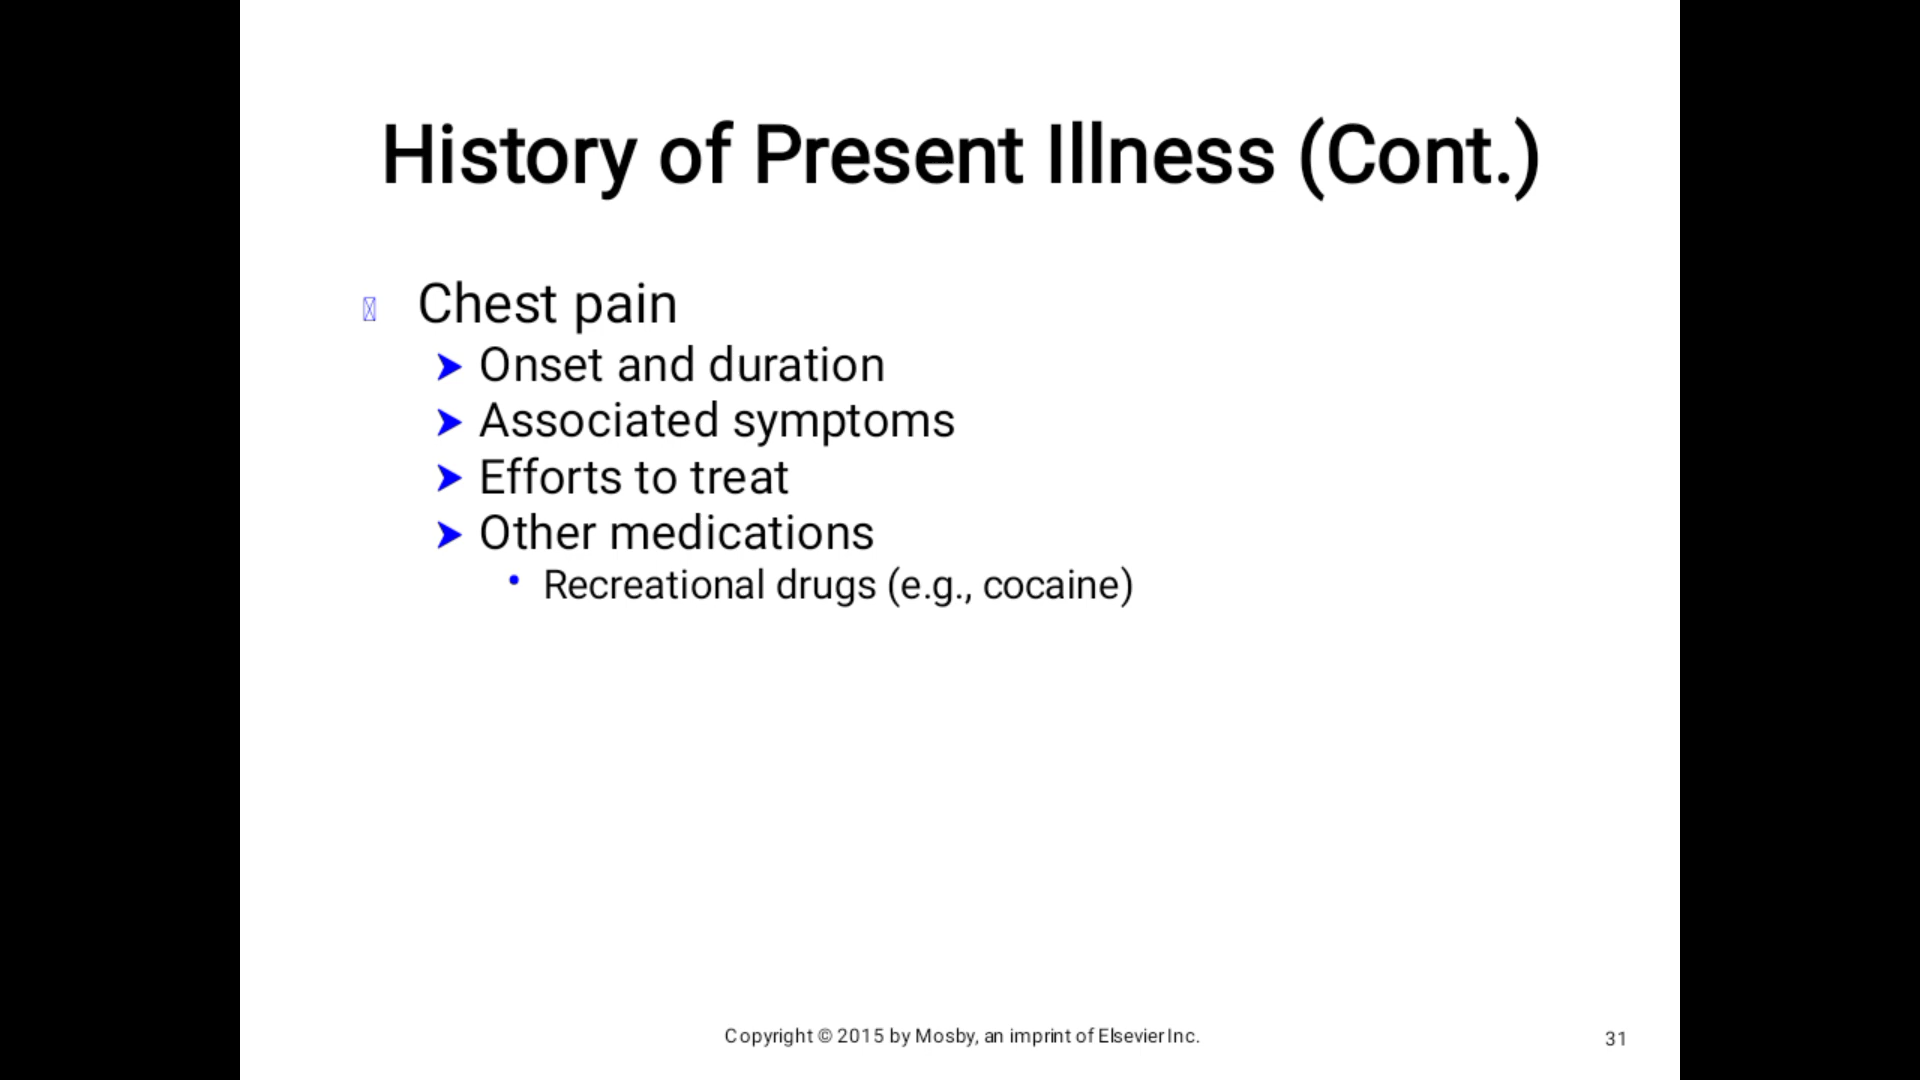 History of Present Illness (Cont.)
Chest pain
➤ Onset and duration
➤ Associated symptoms
➤ Efforts to treat
➤ Other medications
• Recreational drugs (e.g., cocaine)
Copyright © 2015 by Mosby, an imprint of Elsevier Inc.
31